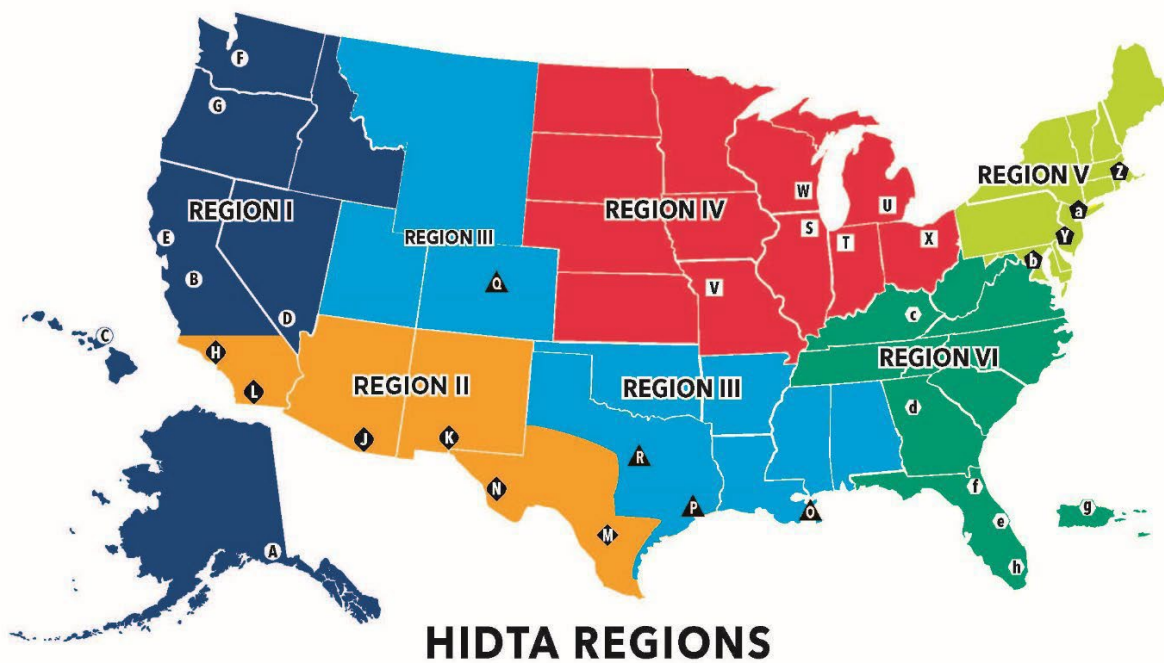 F
G
REGION I
E
B
D
C
A
H
L
REGION II
J
K
N
M
REGION III
Q
REGION III
R
P
O
REGION IV
W
U
S
T
X
V
REGION V
Z
a
Y
b
REGION VI
c
d
f
e
g
h
HIDTA REGIONS